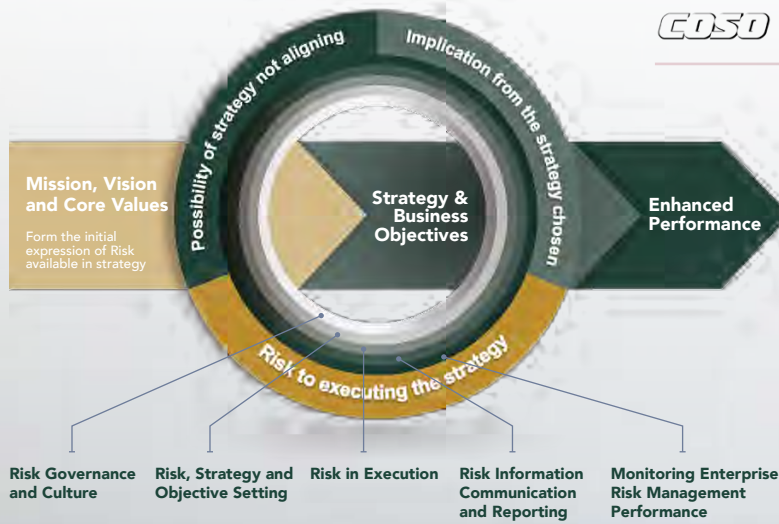 COSO
Possibility of strategy not aligning
Implication from the strategy chosen
Mission, Vision
and Core Values
Form the initial
expression of Risk
available in strategy
Strategy &
Business
Objectives
Enhanced
Performance
Risk to executing the strategy
Risk Governance
and Culture
Risk, Strategy and
Objective Setting
Risk in Execution
Risk Information
Communication
and Reporting
Monitoring Enterprise
Risk Management
Performance